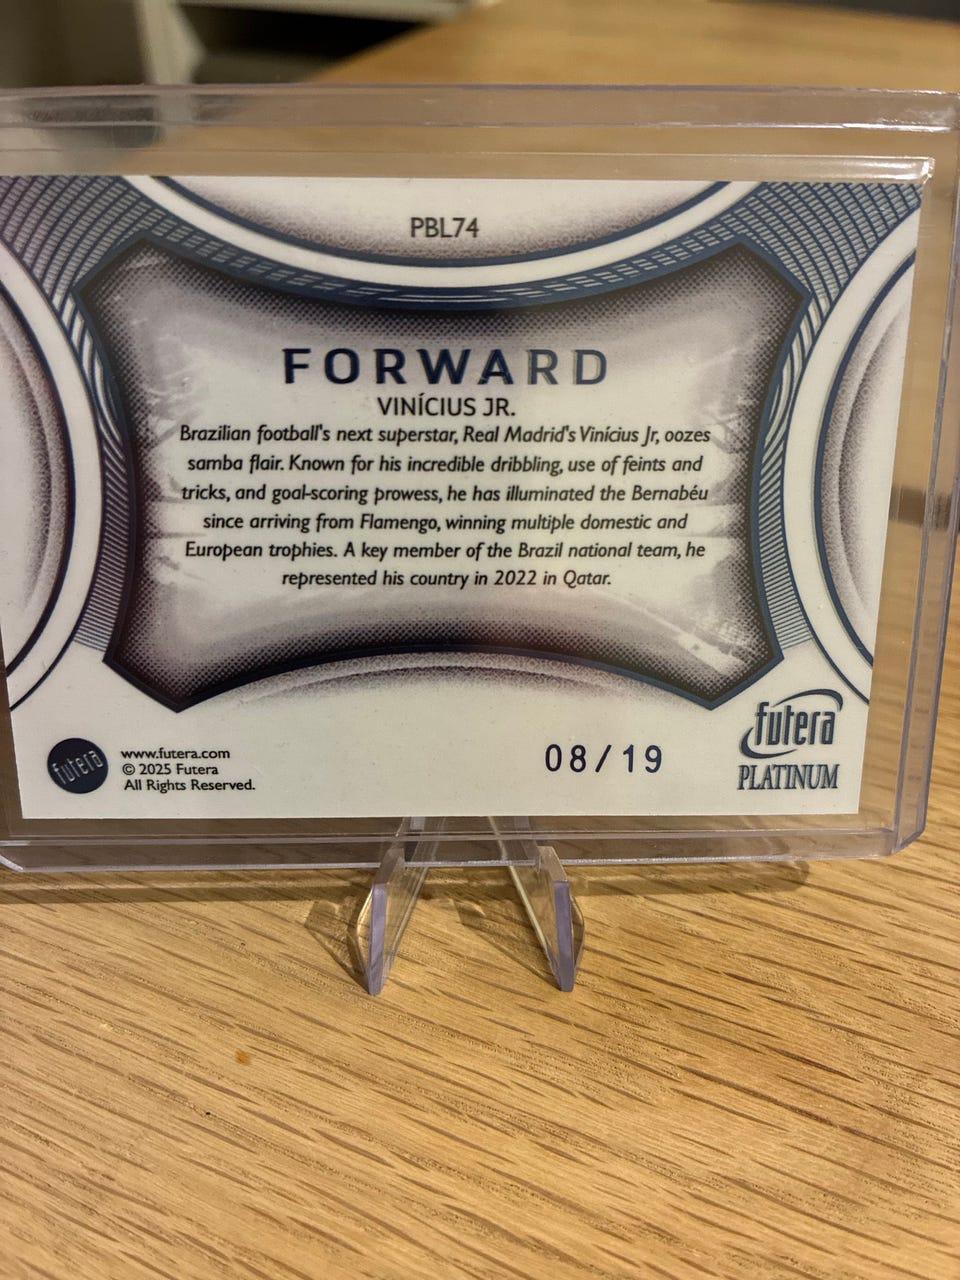 PBL74
FORWARD
VINÍCIUS JR.
Brazilian football's next superstar, Real Madrid's Vinícius Jr, oozes
samba flair. Known for his incredible dribbling, use of feints and
tricks, and goal-scoring prowess, he has illuminated the Bernabéu
since arriving from Flamengo, winning multiple domestic and
European trophies. A key member of the Brazil national team, he
represented his country in 2022 in Qatar.
futera
www.futera.com
© 2025 Futera
All Rights Reserved.
08/19
futera
PLATINUM